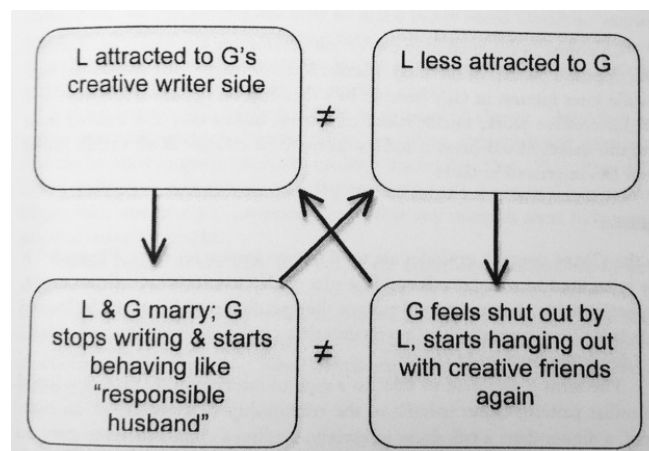 L attracted to G's
creative writer side
≠
L less attracted to G
L & G marry; G
stops writing & starts
behaving like
“responsible
husband”
≠
G feels shut out by
L, starts hanging out
with creative friends
again